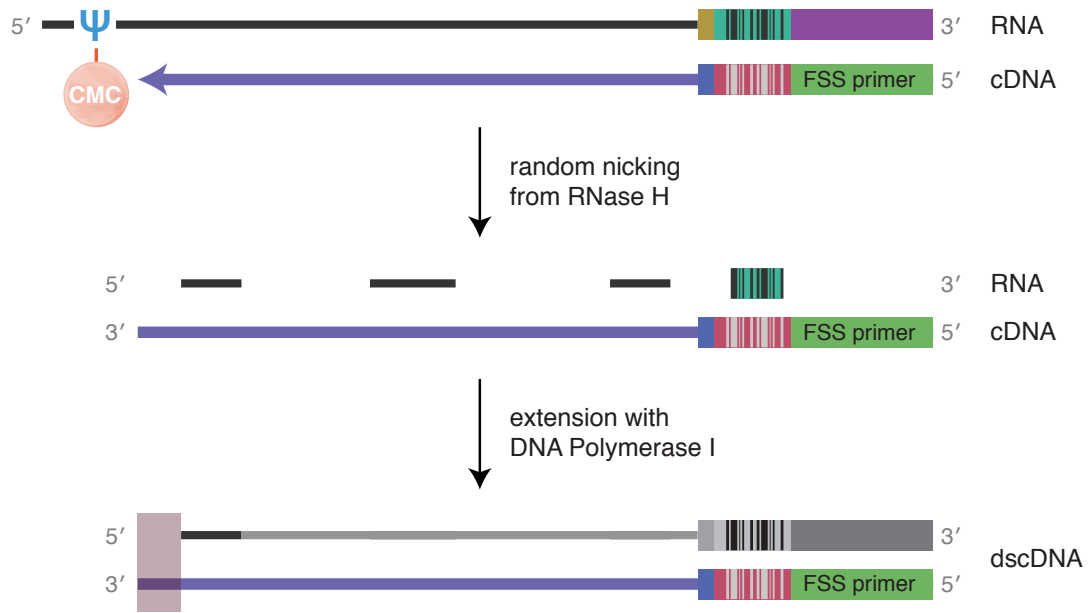 5′ Ψ 3′ RNA
CMC FSS primer 5′ cDNA
random nicking
from RNase H
5′ 3′ RNA
3′ FSS primer 5′ cDNA
extension with
DNA Polymerase I
5′ 3′
dscDNA
3′ FSS primer 5′